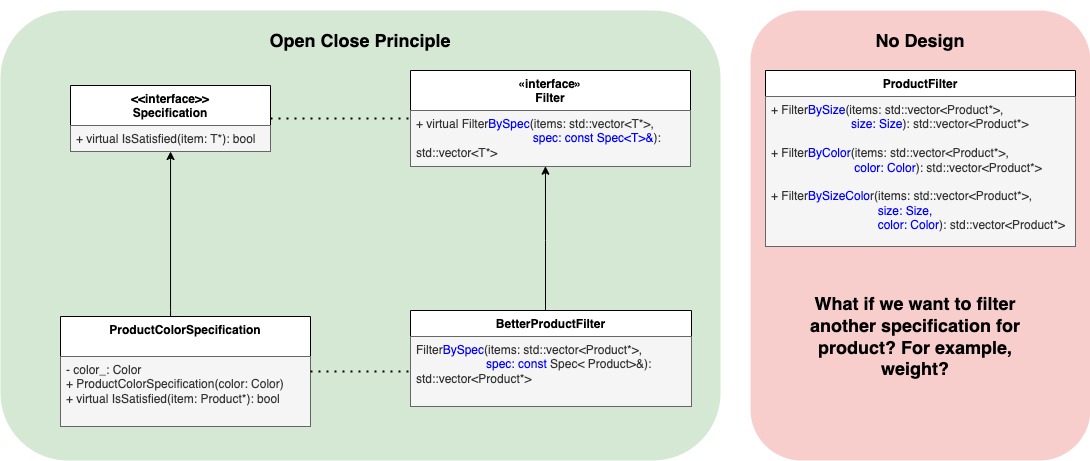 Open Close Principle
<<interface>>
Specification
+ virtual IsSatisfied(item: T*): bool
«interface»
Filter
+ virtual FilterBySpec(items: std::vector<T*>,
spec: const Spec<T>&):
std::vector<T*>
ProductColorSpecification
- color_: Color
+ ProductColorSpecification(color: Color)
+ virtual IsSatisfied(item: Product*): bool
BetterProductFilter
FilterBySpec(items: std::vector<Product*>,
spec: const Spec< Product>&):
std::vector<Product*>
No Design
ProductFilter
+ FilterBySize(items: std::vector<Product*>,
size: Size): std::vector<Product*>
+ FilterByColor(items: std::vector<Product*>,
color: Color): std::vector<Product*>
+ FilterBySizeColor(items: std::vector<Product*>,
size: Size,
color: Color): std::vector<Product*>
What if we want to filter
another specification for
product? For example,
weight?